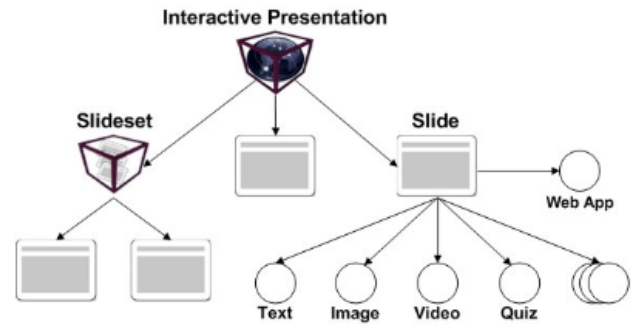 Interactive Presentation
Slideset
Slide
Web App
Text
Image
Video
Quiz